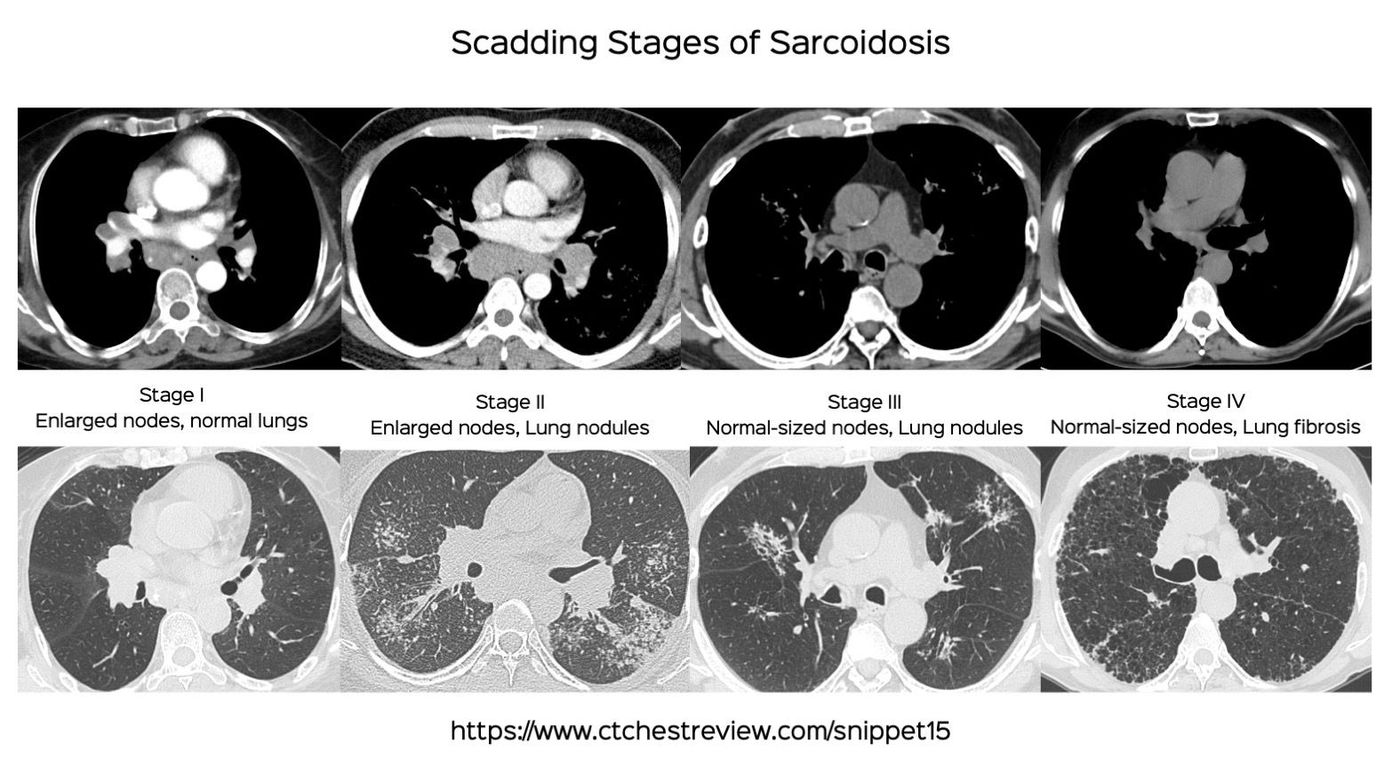 Scadding Stages of Sarcoidosis
Stage I
Enlarged nodes, normal lungs
Stage II
Enlarged nodes, Lung nodules
Stage III
Normal-sized nodes, Lung nodules
Stage IV
Normal-sized nodes, Lung fibrosis
https://www.ctchestreview.com/snippet15